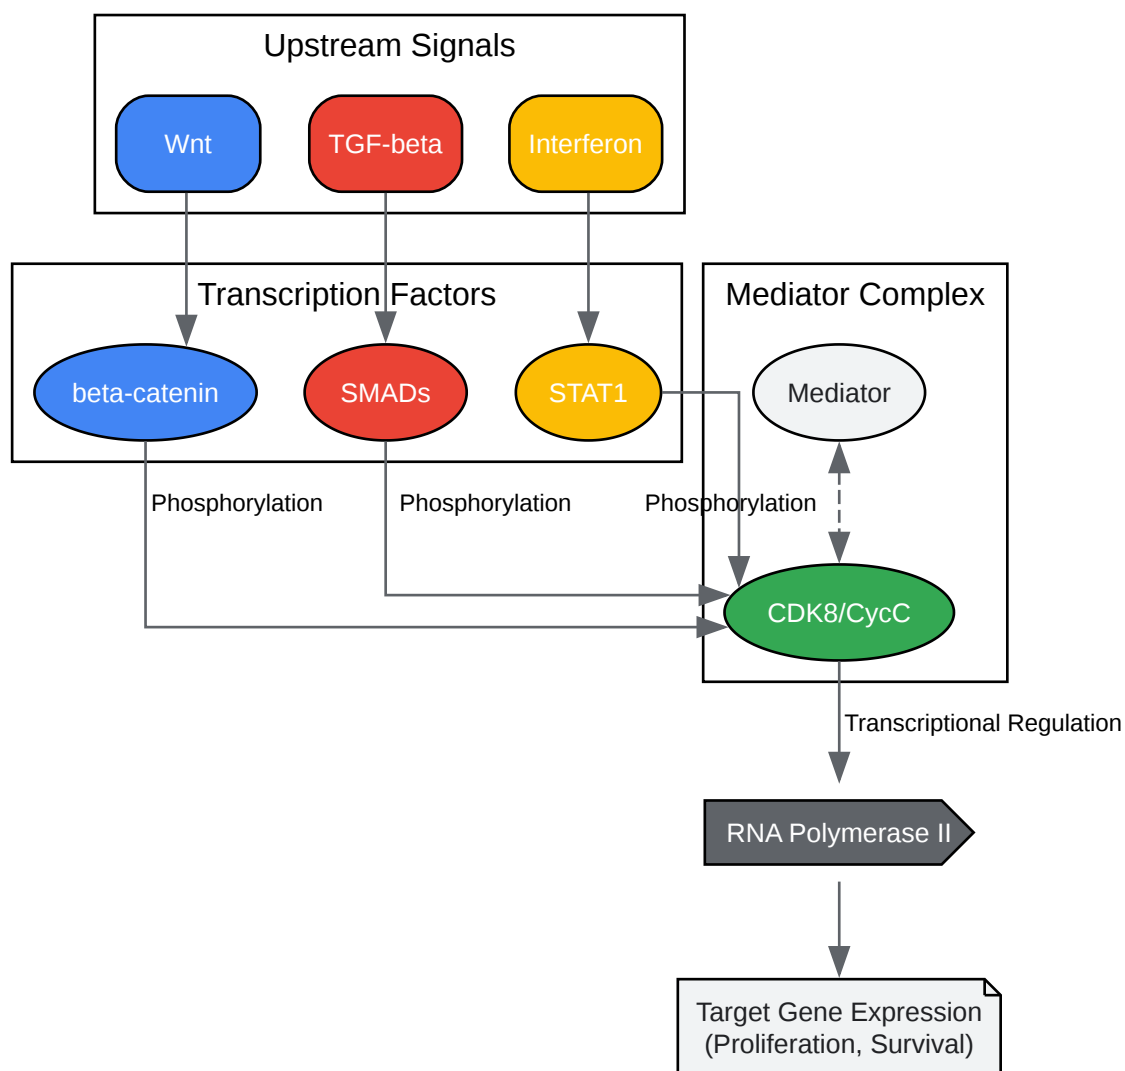 Upstream Signals
Wnt
TGF-beta
Interferon
Transcription Factors
Mediator Complex
beta-catenin
SMADs
STAT1
Mediator
Phosphorylation
Phosphorylation
Phosphorylation
CDK8/CycC
Transcriptional Regulation
RNA Polymerase II
Target Gene Expression
(Proliferation, Survival)